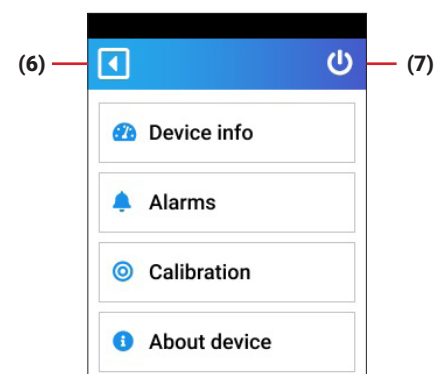 (6) (7)
Device info
Alarms
Calibration
About device